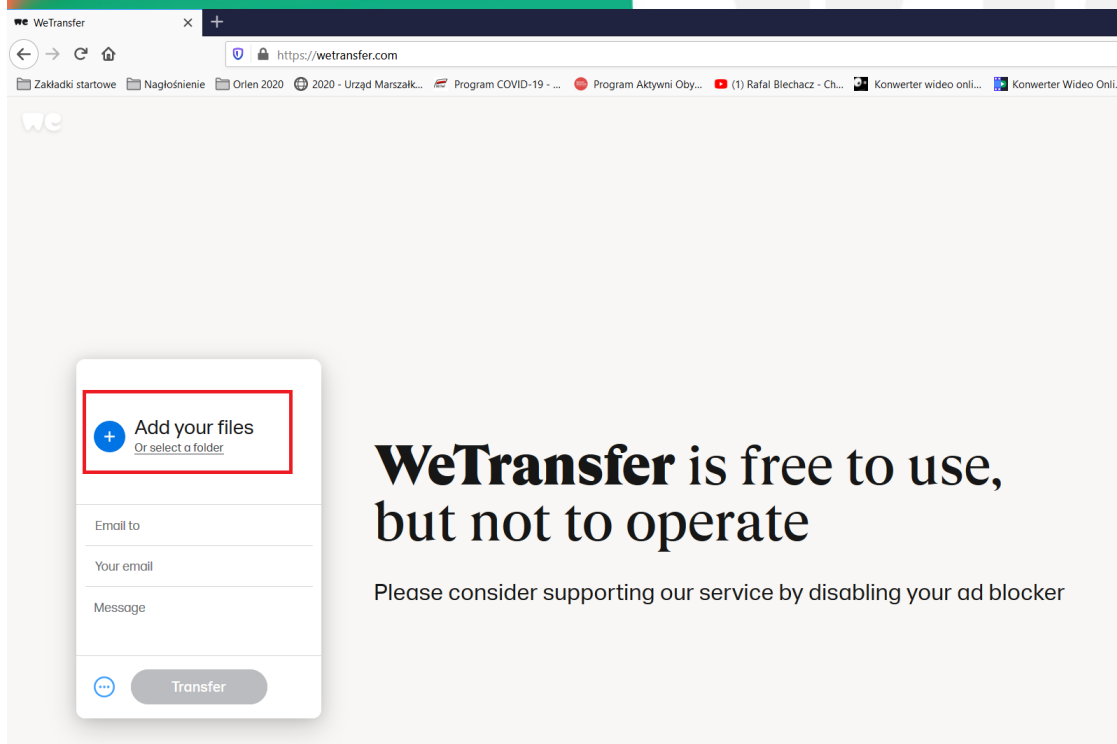 we WeTransfer
https://wetransfer.com
Zakładki startowe Nagłośnienie Orlen 2020 2020 - Urząd Marszałk... Program COVID-19 - ... Program Aktywni Oby... (1) Rafal Blechacz - Ch... Konwerter wideo onli... Konwerter Wideo Onli.
we
Add your files
Or select a folder
WeTransfer is free to use,
but not to operate
Email to
Your email
Please consider supporting our service by disabling your ad blocker
Message
Transfer